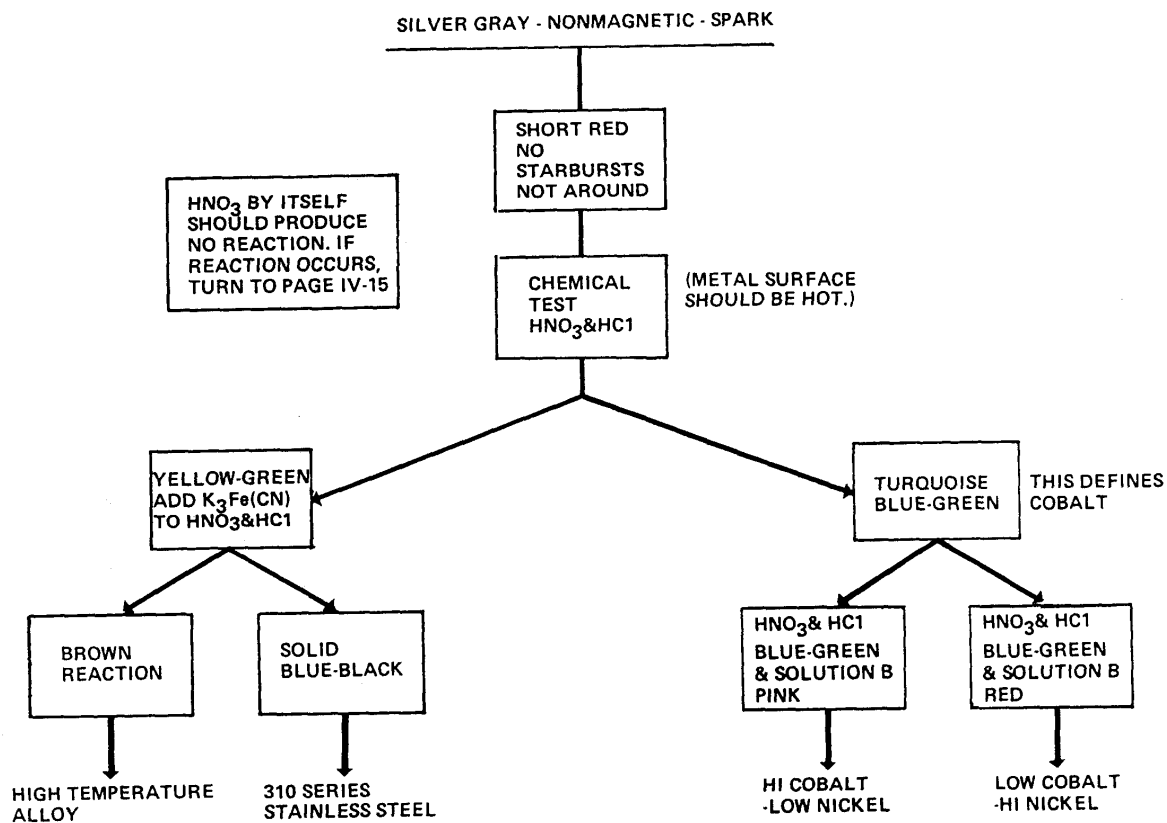 SILVER GRAY - NONMAGNETIC - SPARK
SHORT RED
NO
STARBURSTS
NOT AROUND
HNO3 BY ITSELF
SHOULD PRODUCE
NO REACTION. IF
REACTION OCCURS,
TURN TO PAGE IV-15
CHEMICAL
TEST
HNO3&HC1
(METAL SURFACE
SHOULD BE HOT.)
YELLOW-GREEN
ADD K3Fe(CN)
TO HNO3&HC1
TURQUOISE
BLUE-GREEN
THIS DEFINES
COBALT
BROWN
REACTION
SOLID
BLUE-BLACK
HNO3& HC1
BLUE-GREEN
& SOLUTION B
PINK
HNO3& HC1
BLUE-GREEN
& SOLUTION B
RED
HIGH TEMPERATURE
ALLOY
310 SERIES
STAINLESS STEEL
HI COBALT
-LOW NICKEL
LOW COBALT
-HI NICKEL